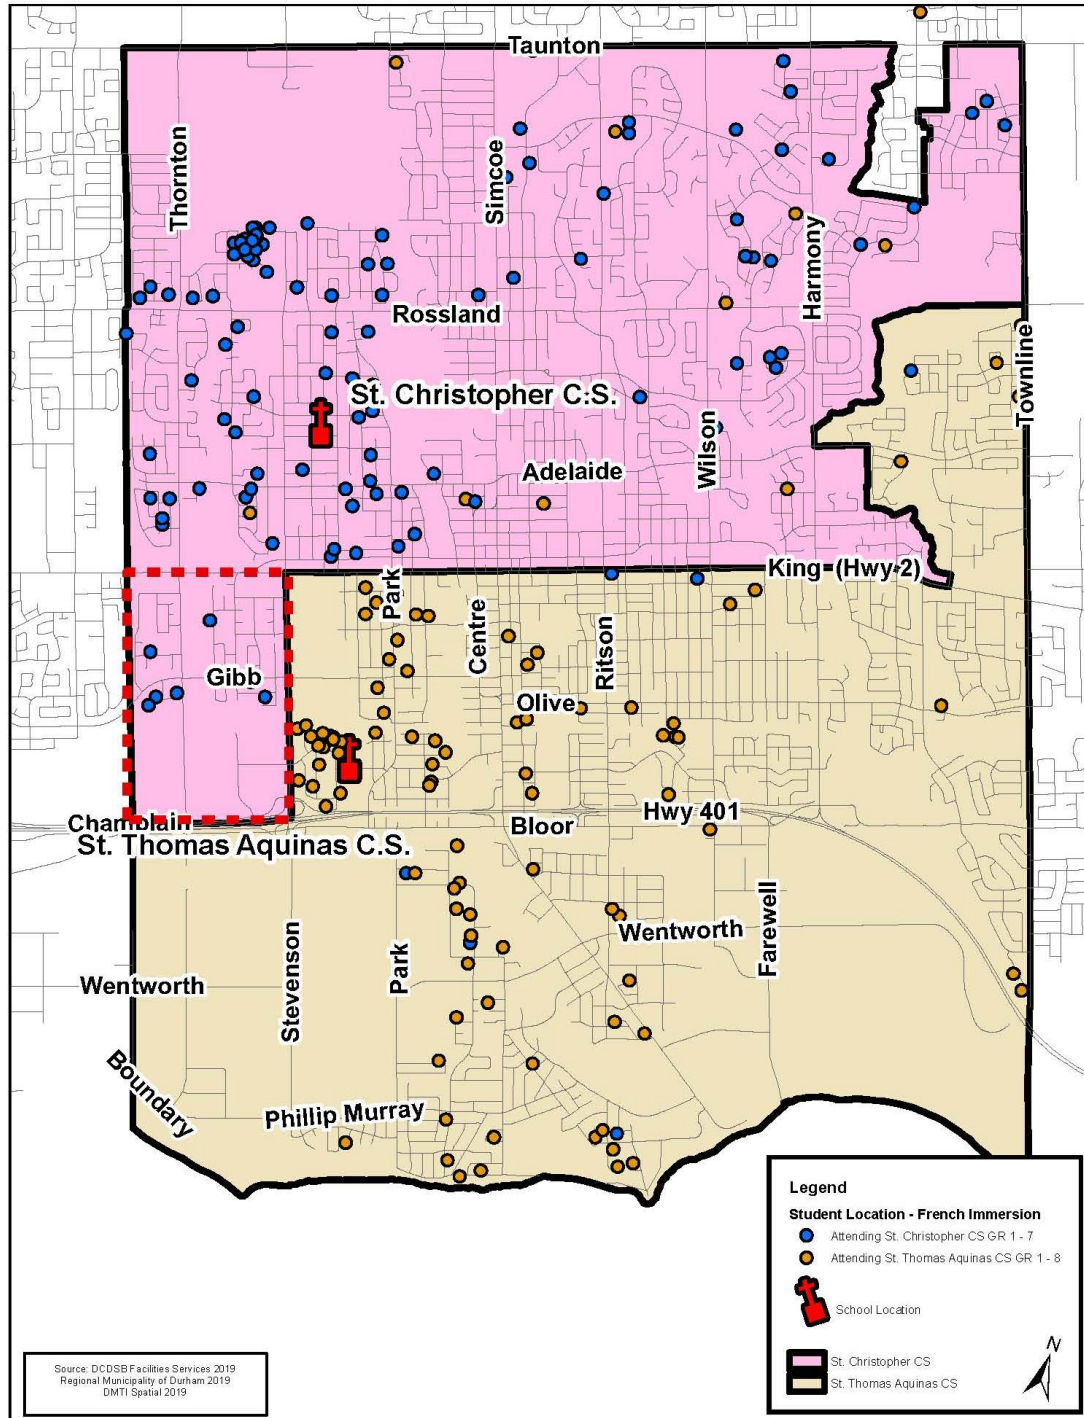 Taunton
Thornton
Simcoe
Harmony
Rossland
Townline
St. Christopher C.S.
Wilson
Adelaide
King (Hwy 2)
Park
Centre
Ritson
Gibb
Olive
Hwy 401
Champlain
Bloor
St. Thomas Aquinas C.S.
Farewell
Wentworth
Stevenson
Park
Wentworth
Boundary
Phillip Murray
Legend
Student Location - French Immersion
Attending St. Christopher CS GR 1 - 7
Attending St. Thomas Aquinas CS GR 1 - 8
School Location
St. Christopher CS
St. Thomas Aquinas CS
N
Source: DCDSB Facilities Services 2019
Regional Municipality of Durham 2019
DMTI Spatial 2019